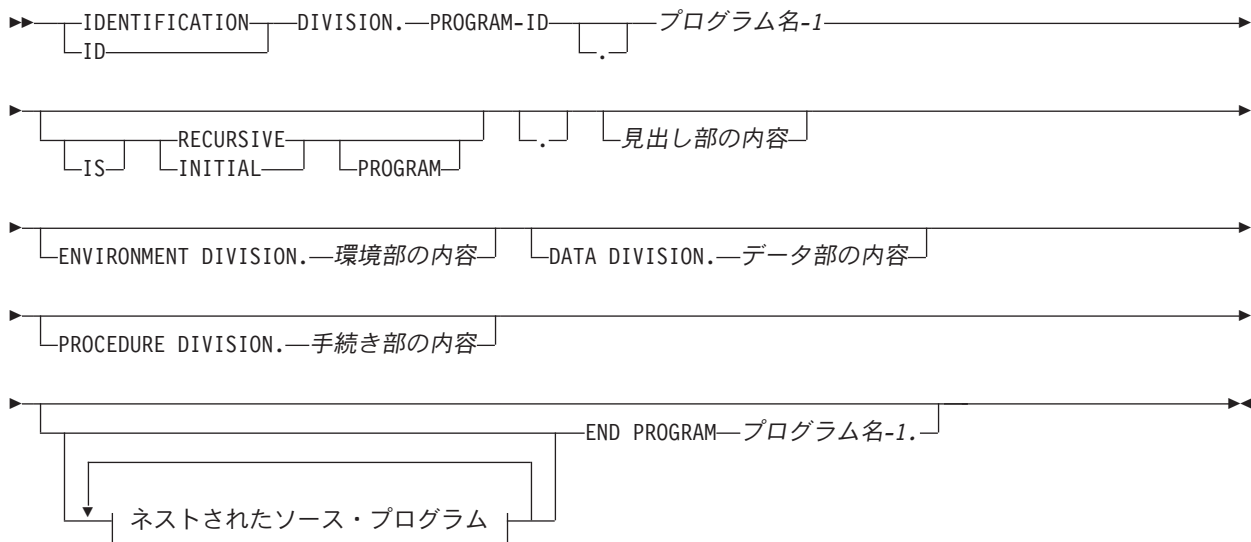 IDENTIFICATION DIVISION. PROGRAM-ID プログラム名-1
ID .
RECURSIVE . 見出し部の内容
IS INITIAL PROGRAM
ENVIRONMENT DIVISION. 環境部の内容 DATA DIVISION. データ部の内容
PROCEDURE DIVISION. 手続き部の内容
END PROGRAM プログラム名-1.
ネストされたソース・プログラム